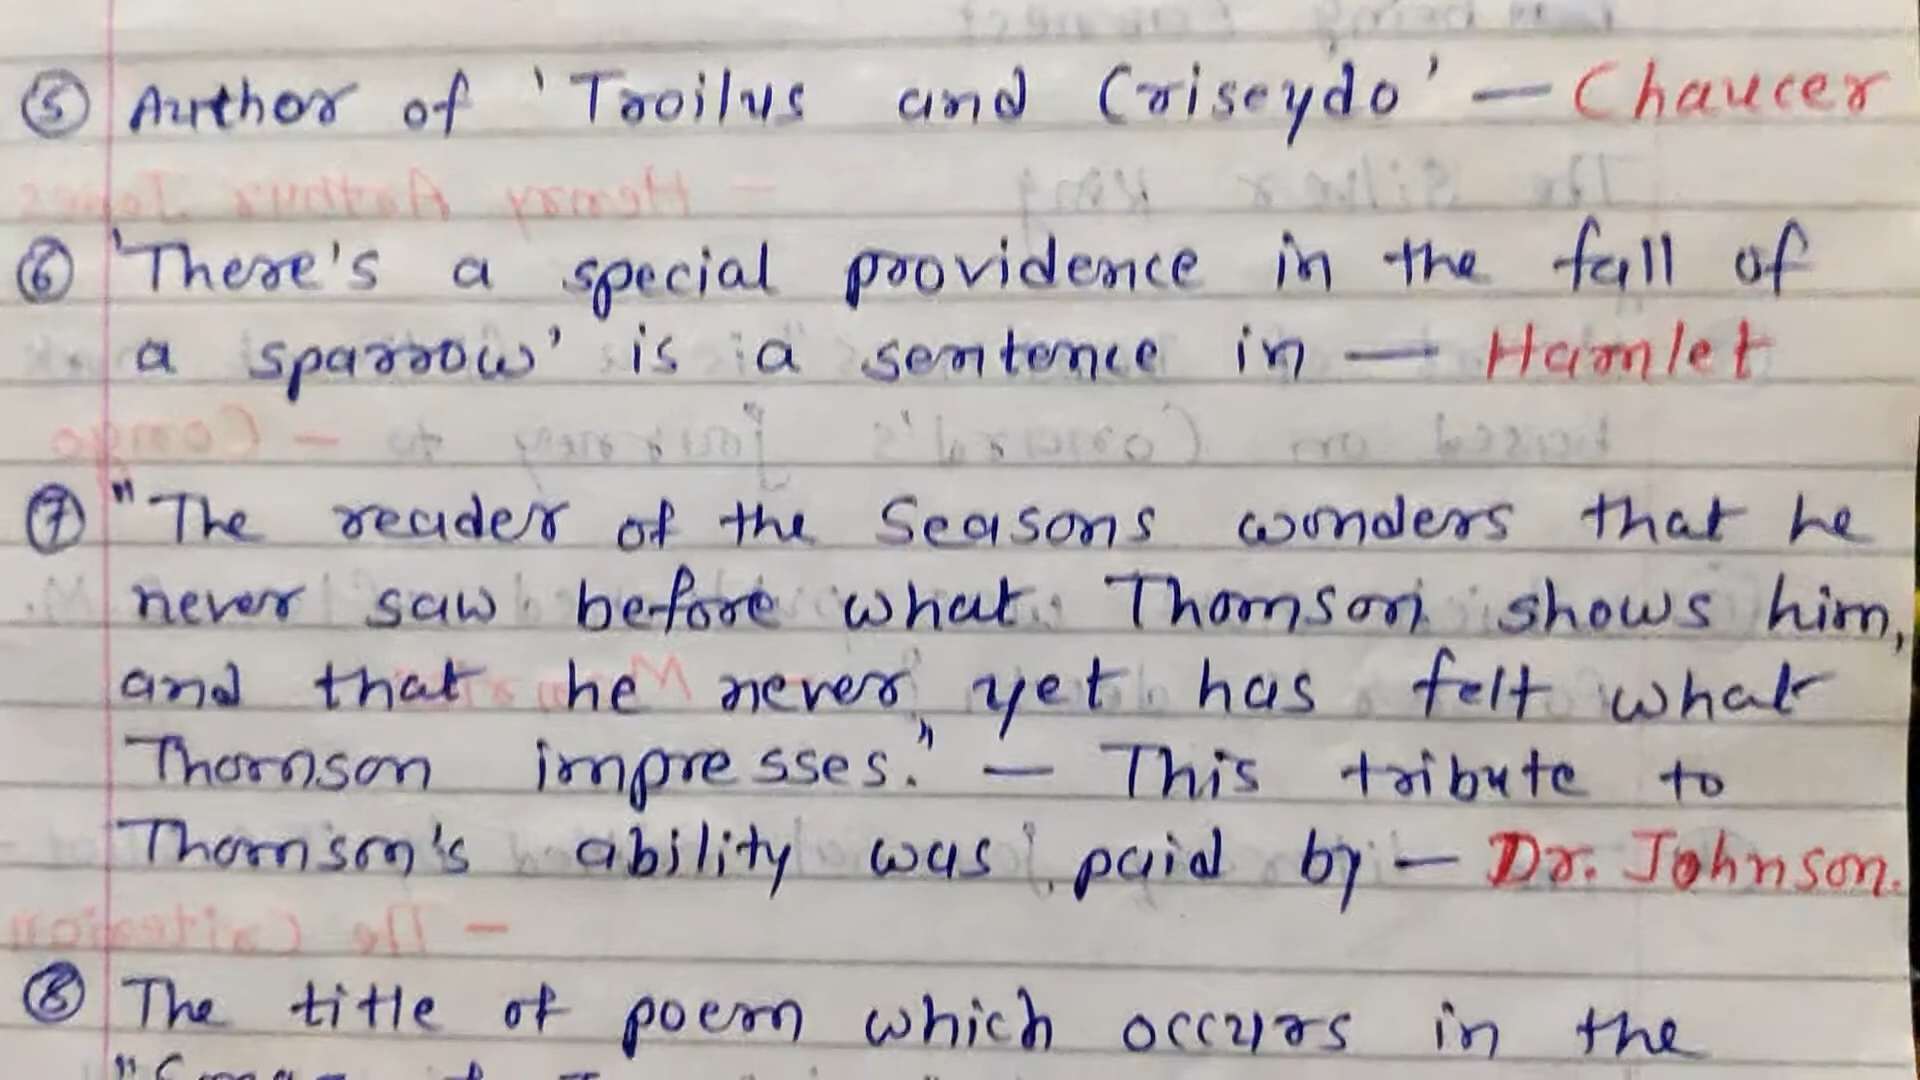 ⑤ Author of 'Troilus and Criseydo' — Chaucer
⑥ 'There's a special providence in the fall of
a sparrow' is a sentence in — Hamlet
⑦ "The reader of the Seasons wonders that he
never saw before what Thomson shows him,
and that he never yet has felt what
Thomson impresses." — This tribute to
Thomson's ability was paid by — Dr. Johnson.
⑧ The title of poem which occurs in the